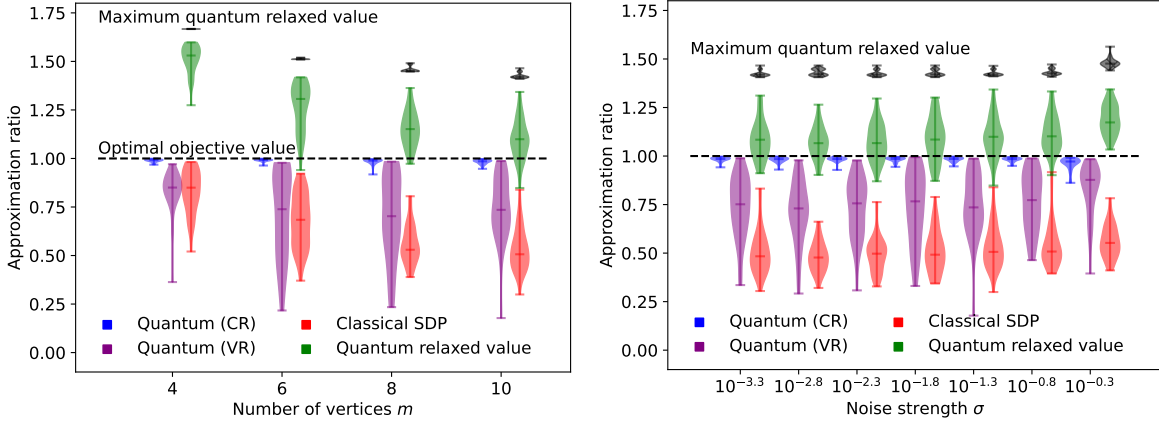 Maximum quantum relaxed value
Optimal objective value
1.75
1.50
1.25
1.00
0.75
0.50
0.25
0.00
Approximation ratio
Quantum (CR)
Quantum (VR)
Classical SDP
Quantum relaxed value
4
6
8
10
Number of vertices m
Maximum quantum relaxed value
1.75
1.50
1.25
1.00
0.75
0.50
0.25
0.00
Approximation ratio
Quantum (CR)
Quantum (VR)
Classical SDP
Quantum relaxed value
10^{-3.3}
10^{-2.8}
10^{-2.3}
10^{-1.8}
10^{-1.3}
10^{-0.8}
10^{-0.3}
Noise strength σ